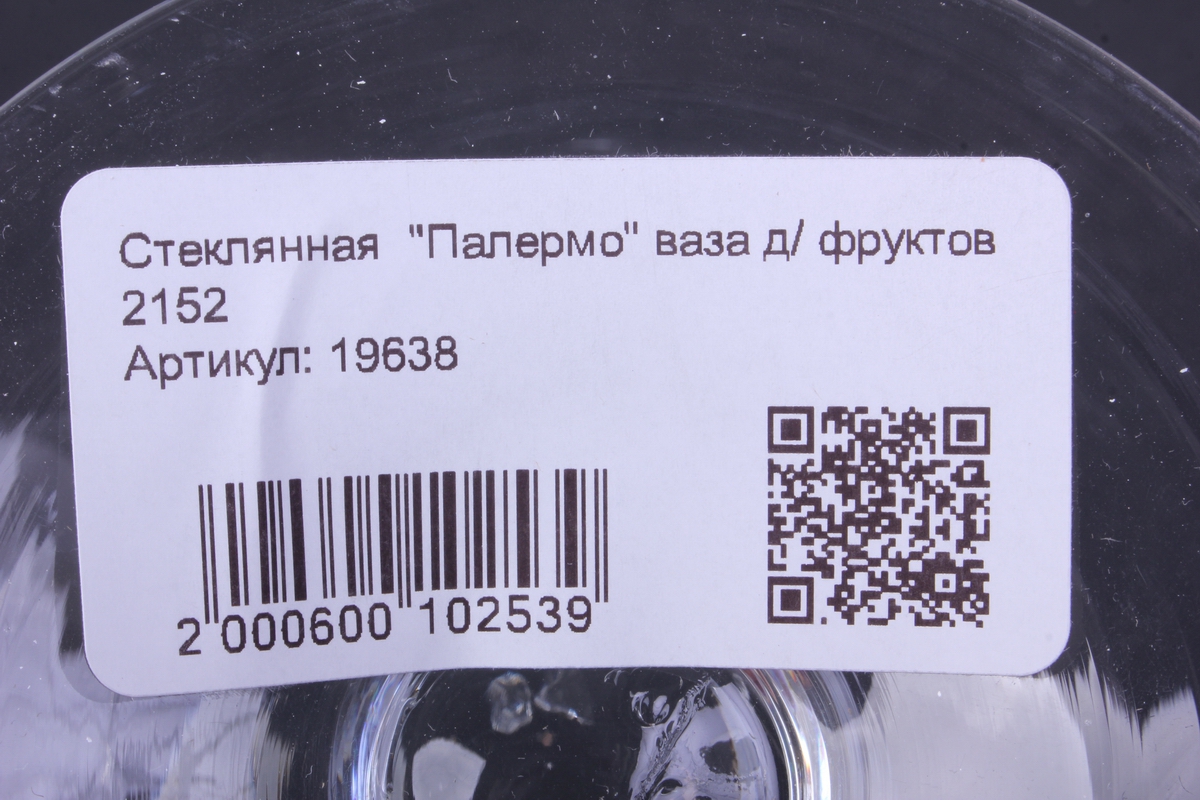 Стеклянная "Палермо" ваза д/ фруктов
2152
Артикул: 19638
2 000600 102539